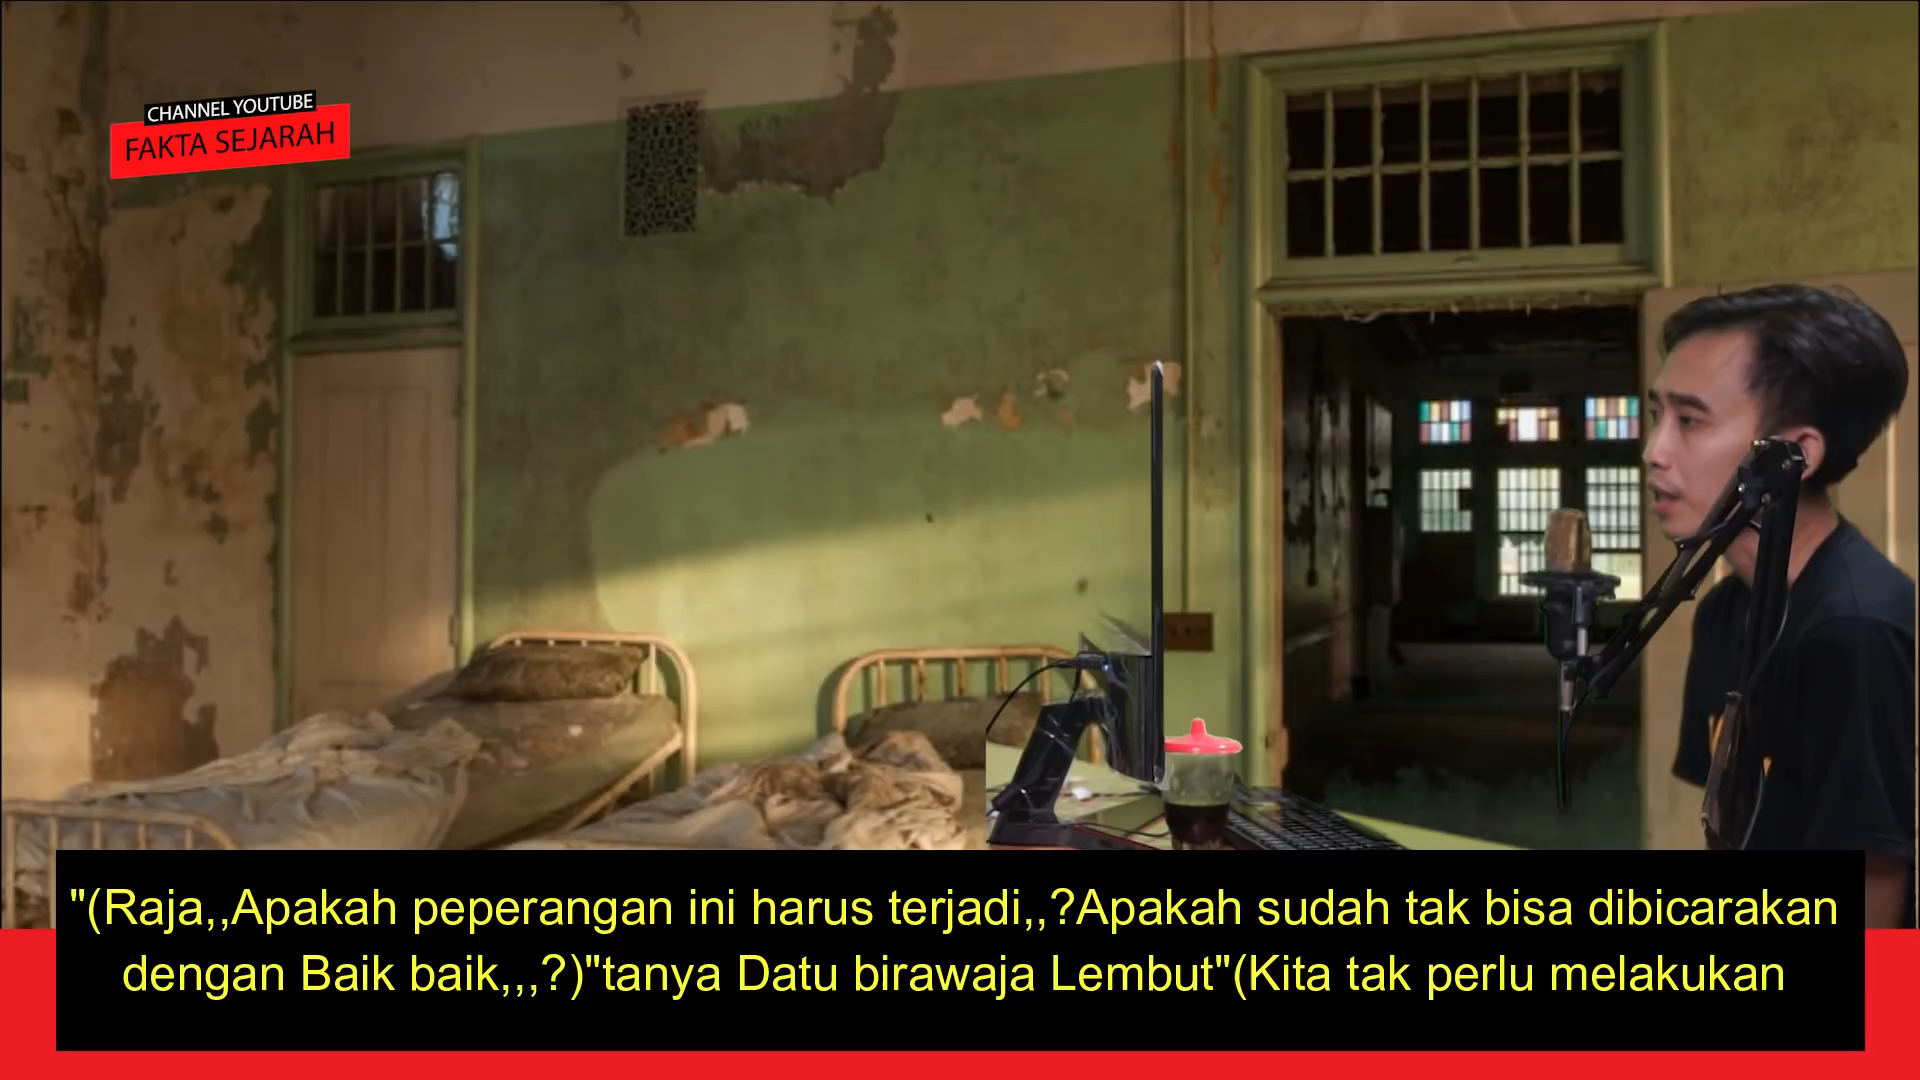 CHANNEL YOUTUBE
FAKTA SEJARAH
"(Raja,,Apakah peperangan ini harus terjadi,,?Apakah sudah tak bisa dibicarakan
dengan Baik baik,,,?)"tanya Datu birawaja Lembut"(Kita tak perlu melakukan